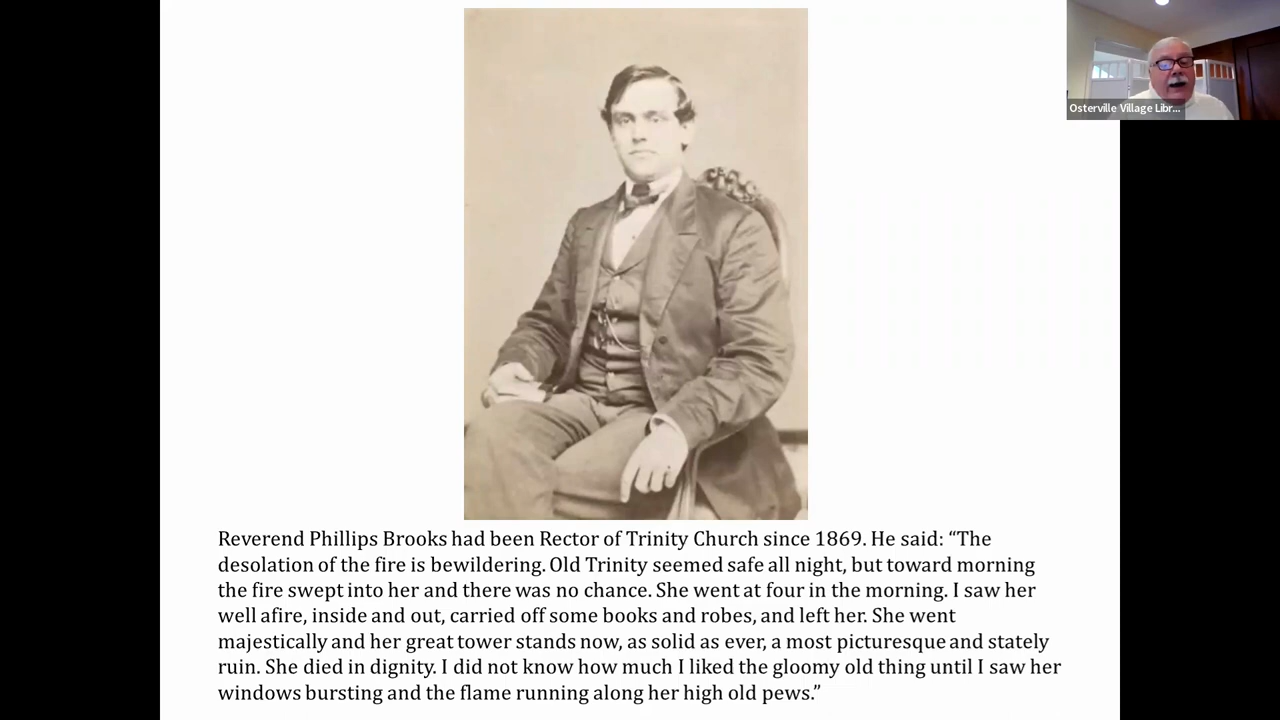 Osterville Village Libr...
Reverend Phillips Brooks had been Rector of Trinity Church since 1869. He said: “The
desolation of the fire is bewildering. Old Trinity seemed safe all night, but toward morning
the fire swept into her and there was no chance. She went at four in the morning. I saw her
well afire, inside and out, carried off some books and robes, and left her. She went
majestically and her great tower stands now, as solid as ever, a most picturesque and stately
ruin. She died in dignity. I did not know how much I liked the gloomy old thing until I saw her
windows bursting and the flame running along her high old pews.”